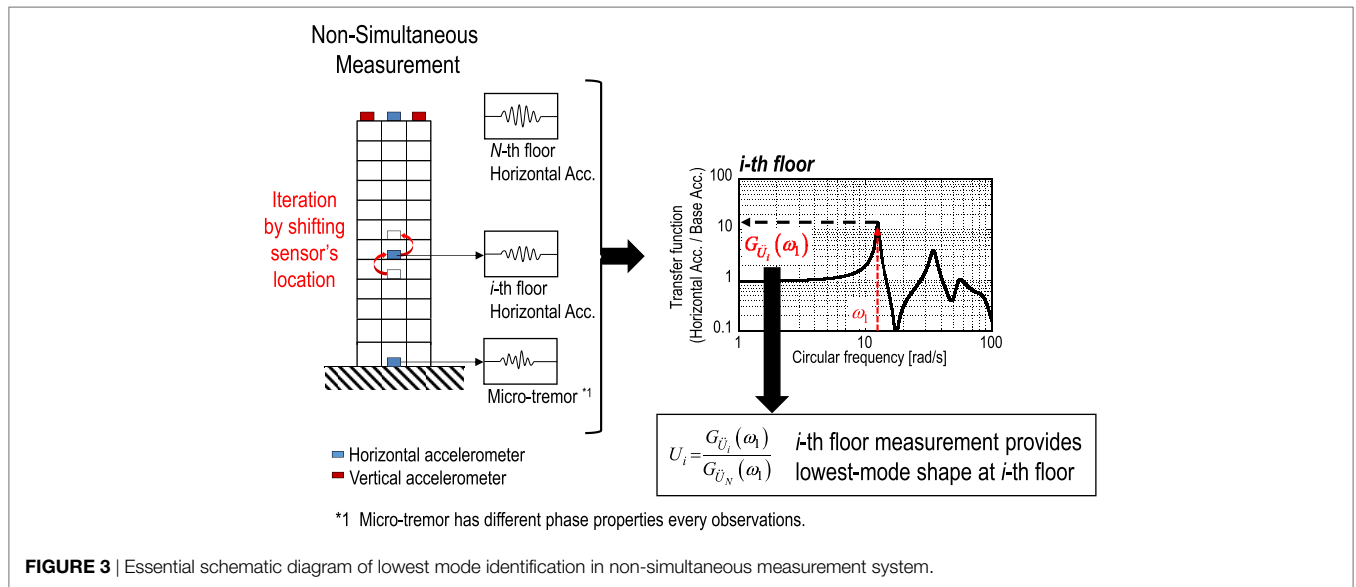 Non-Simultaneous
Measurement
N-th floor
Horizontal Acc.
Iteration
by shifting
sensor's
location
i-th floor
Horizontal Acc.
Micro-tremor *1
Horizontal accelerometer
Vertical accelerometer
i-th floor
Transfer function
(Horizontal Acc. / Base Acc.)
100
10
1
0.1
G_{Ü_i}(ω₁)
ω₁
1
10
100
Circular frequency [rad/s]
U_i = G_{Ü_i}(ω₁) / G_{Ü_N}(ω₁)
i-th floor measurement provides
lowest-mode shape at i-th floor
*1 Micro-tremor has different phase properties every observations.
FIGURE 3 | Essential schematic diagram of lowest mode identification in non-simultaneous measurement system.